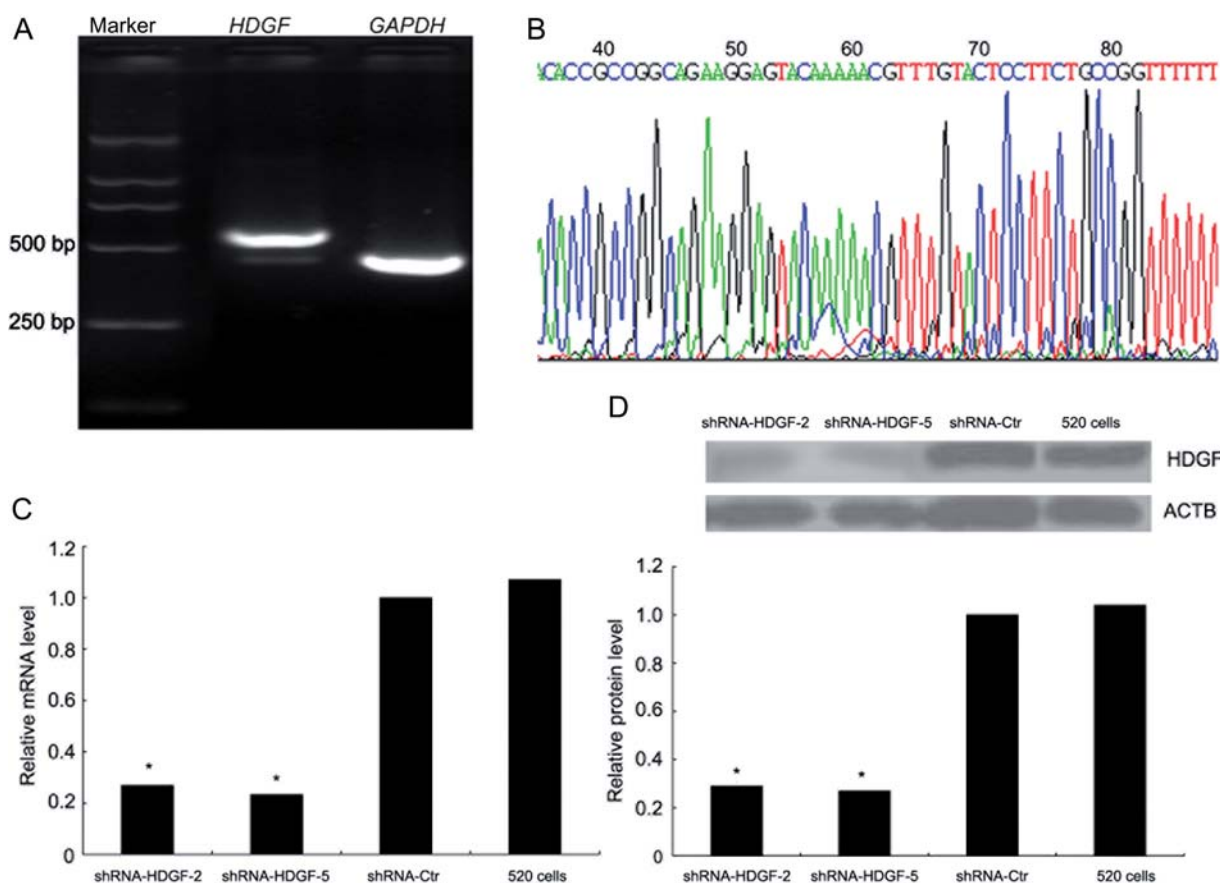 A
Marker HDGF GAPDH
500 bp
250 bp
B
40 50 60 70 80
ACACCGCCGGCAGAAGGAGTACAAAAACGTTTGTACTCCTTCTGCCGGTTTTTT
C
Relative mRNA level
1.2
1.0
0.8
0.6
0.4
0.2
0
* *
shRNA-HDGF-2 shRNA-HDGF-5 shRNA-Ctr 520 cells
D
shRNA-HDGF-2 shRNA-HDGF-5 shRNA-Ctr 520 cells
HDGF
ACTB
Relative protein level
1.2
1.0
0.8
0.6
0.4
0.2
0
* *
shRNA-HDGF-2 shRNA-HDGF-5 shRNA-Ctr 520 cells